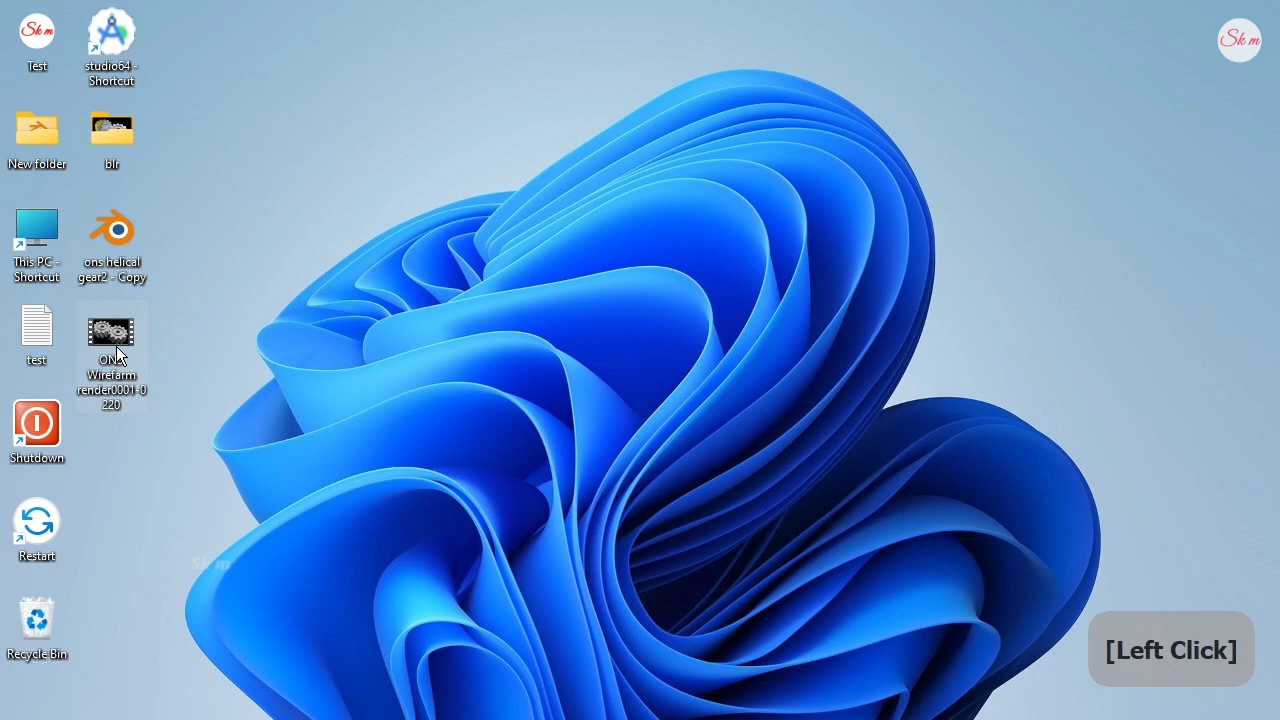 Sk m
Test
studio64 -
Shortcut
Sk m
New folder
blr
This PC -
Shortcut
ons helical
gear2 - Copy
test
Wirefarm
render0001-0
220
Shutdown
Restart
Sk m
Recycle Bin
[Left Click]